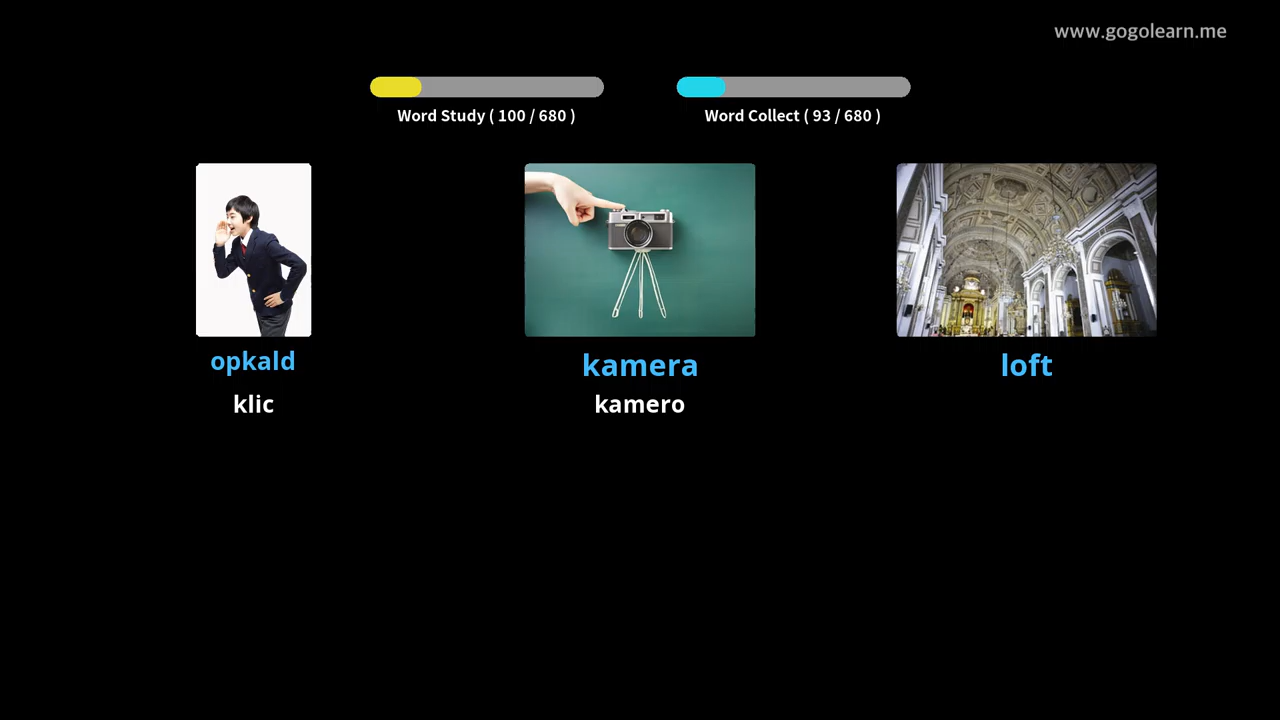 www.gogolearn.me
Word Study ( 100 / 680 )
Word Collect ( 93 / 680 )
opkald
kamera
loft
klic
kamero